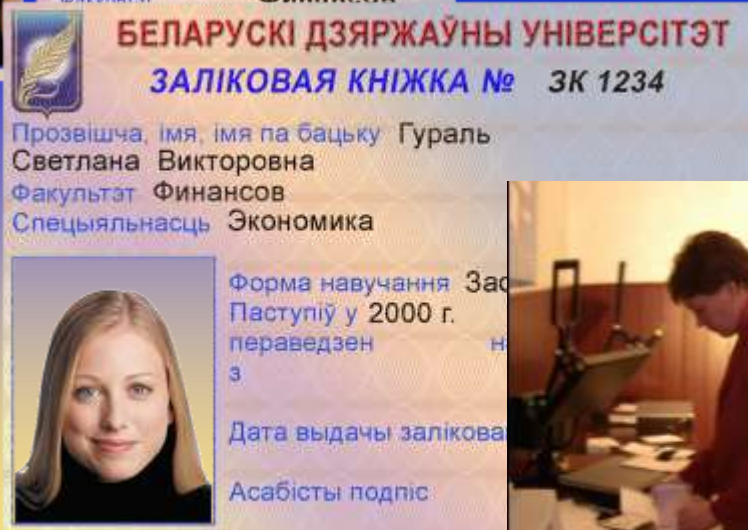 БЕЛАРУСКІ ДЗЯРЖАЎНЫ УНІВЕРСІТЭТ
ЗАЛІКОВАЯ КНІЖКА № ЗК 1234
Прозвішча, імя, імя па бацьку Гураль
Светлана Викторовна
Факультэт Финансов
Спецыяльнасць Экономика
Форма навучання
Паступіў у 2000 г.
пераведзен
з
Дата выдачы
Асабісты подпіс